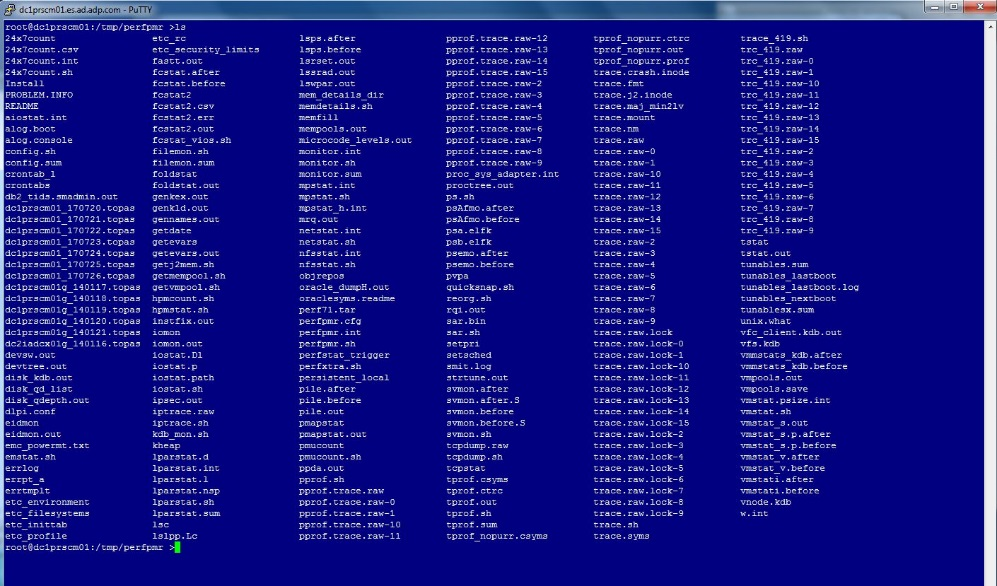 dc1prscm01.es.ad.adp.com - PuTTY
root@dc1prscm01:/tmp/perfpmr >ls
24x7count etc_rc lsps.after pprof.trace.raw-12 tprof_nopurr.ctrc trace_419.sh
24x7count.csv etc_security_limits lsps.before pprof.trace.raw-13 tprof_nopurr.out trc_419.raw
24x7count.int fastt.out lsrset.out pprof.trace.raw-14 tprof_nopurr.prof trc_419.raw-0
24x7count.sh fcstat.after lssrad.out pprof.trace.raw-15 trace.crash.inode trc_419.raw-1
Install fcstat.before lswpar.out pprof.trace.raw-2 trace.fmt trc_419.raw-10
PROBLEM.INFO fcstat2 mem_details_dir pprof.trace.raw-3 trace.j2.inode trc_419.raw-11
README fcstat2.csv memdetails.sh pprof.trace.raw-4 trace.maj_min2lv trc_419.raw-12
aiostat.int fcstat2.err memfill pprof.trace.raw-5 trace.mount trc_419.raw-13
alog.boot fcstat2.out mempools.out pprof.trace.raw-6 trace.nm trc_419.raw-14
alog.console fcstat_vios.sh microcode_levels.out pprof.trace.raw-7 trace.raw trc_419.raw-15
config.sh filemon.sh monitor.int pprof.trace.raw-8 trace.raw-0 trc_419.raw-2
config.sum filemon.sum monitor.sh pprof.trace.raw-9 trace.raw-1 trc_419.raw-3
crontab_l foldstat monitor.sum proc_sys_adapter.int trace.raw-10 trc_419.raw-4
crontabs foldstat.out mpstat.int proctree.out trace.raw-11 trc_419.raw-5
db2_tids.smadmin.out genkex.out mpstat.sh ps.sh trace.raw-12 trc_419.raw-6
dc1prscm01_170720.topas genkld.out mpstat_h.int psAfmo.after trace.raw-13 trc_419.raw-7
dc1prscm01_170721.topas gennames.out mrq.out psAfmo.before trace.raw-14 trc_419.raw-8
dc1prscm01_170722.topas getdate netstat.int psa.elfk trace.raw-15 trc_419.raw-9
dc1prscm01_170723.topas getevars netstat.sh psb.elfk trace.raw-2 tstat
dc1prscm01_170724.topas getevars.out nfsstat.int psemo.after trace.raw-3 tstat.out
dc1prscm01_170725.topas getj2mem.sh nfsstat.sh psemo.before trace.raw-4 tunables.sum
dc1prscm01_170726.topas getmempool.sh objrepos pvpa trace.raw-5 tunables_lastboot
dc1prscm01g_140117.topas getvmpool.sh oracle_dumpH.out quicksnap.sh trace.raw-6 tunables_lastboot.log
dc1prscm01g_140118.topas hpmcount.sh oraclesyms.readme reorg.sh trace.raw-7 tunables_nextboot
dc1prscm01g_140119.topas hpmstat.sh perf71.tar rqi.out trace.raw-8 tunablesx.sum
dc1prscm01g_140120.topas instfix.out perfpmr.cfg sar.bin trace.raw-9 unix.what
dc1prscm01g_140121.topas iomon perfpmr.int sar.sh trace.raw.lock vfc_client.kdb.out
dc2iadcx01g_140116.topas iomon.out perfpmr.sh setpri trace.raw.lock-0 vfs.kdb
devsw.out iostat.Dl perfstat_trigger setsched trace.raw.lock-1 vmmstats_kdb.after
devtree.out iostat.p perfxtra.sh smit.log trace.raw.lock-10 vmmstats_kdb.before
disk_kdb.out iostat.path persistent_local strtune.out trace.raw.lock-11 vmpools.out
disk_qd_list iostat.sh pile.after svmon.after trace.raw.lock-12 vmpools.save
disk_qdepth.out ipsec.out pile.before svmon.after.S trace.raw.lock-13 vmstat.psize.int
dlpi.conf iptrace.raw pile.out svmon.before trace.raw.lock-14 vmstat.sh
eidmon iptrace.sh pmapstat svmon.before.S trace.raw.lock-15 vmstat_s.out
eidmon.out kdb_mon.sh pmapstat.out svmon.sh trace.raw.lock-2 vmstat_s.p.after
emc_powermt.txt kheap pmucount tcpdump.raw trace.raw.lock-3 vmstat_s.p.before
emstat.sh lparstat.d pmucount.sh tcpdump.sh trace.raw.lock-4 vmstat_v.after
errlog lparstat.int ppda.out tcpstat trace.raw.lock-5 vmstat_v.before
errpt_a lparstat.l pprof.sh tprof.csyms trace.raw.lock-6 vmstati.after
errtmplt lparstat.nsp pprof.trace.raw tprof.ctrc trace.raw.lock-7 vmstati.before
etc_environment lparstat.sh pprof.trace.raw-0 tprof.out trace.raw.lock-8 vnode.kdb
etc_filesystems lparstat.sum pprof.trace.raw-1 tprof.sh trace.raw.lock-9 w.int
etc_inittab lsc pprof.trace.raw-10 tprof.sum trace.sh
etc_profile lslpp.Lc pprof.trace.raw-11 tprof_nopurr.csyms trace.syms
root@dc1prscm01:/tmp/perfpmr >